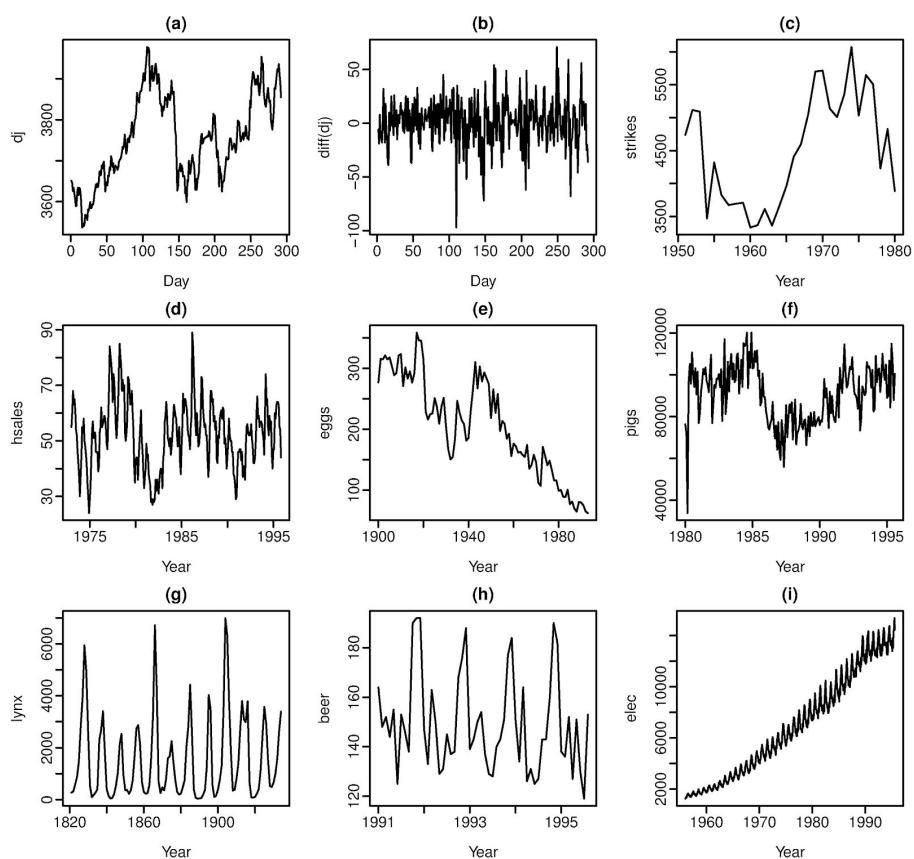 (a)
dj
3600 3800
0 50 100 150 200 250 300
Day
(b)
diff(dj)
−100 −50 0 50
0 50 100 150 200 250 300
Day
(c)
strikes
3500 4500 5500
1950 1960 1970 1980
Year
(d)
hsales
30 50 70 90
1975 1985 1995
Year
(e)
eggs
100 200 300
1900 1940 1980
Year
(f)
pigs
40000 80000 120000
1980 1985 1990 1995
Year
(g)
lynx
0 2000 4000 6000
1820 1860 1900
Year
(h)
beer
120 140 160 180
1991 1993 1995
Year
(i)
elec
2000 6000 10000
1960 1970 1980 1990
Year